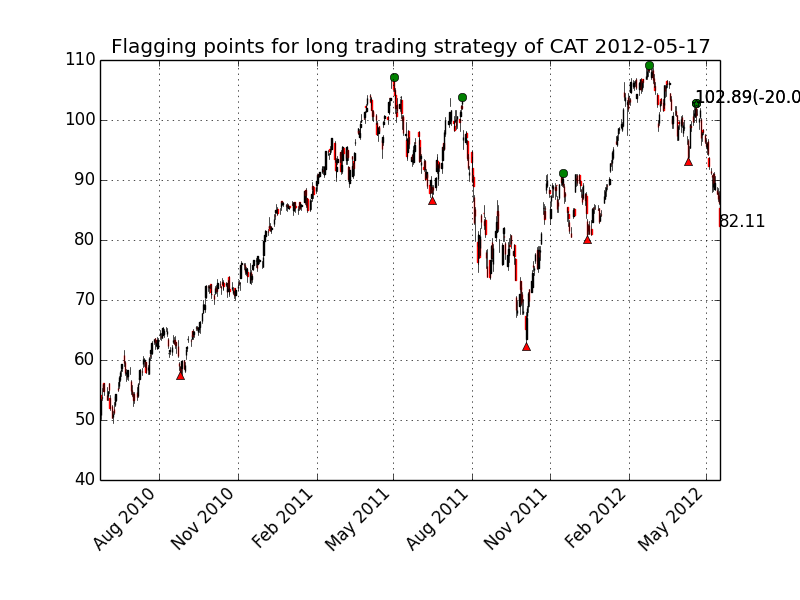 Flagging points for long trading strategy of CAT 2012-05-17
110
100
90
80
70
60
50
40
102.89(-20.0
82.11
Aug 2010
Nov 2010
Feb 2011
May 2011
Aug 2011
Nov 2011
Feb 2012
May 2012